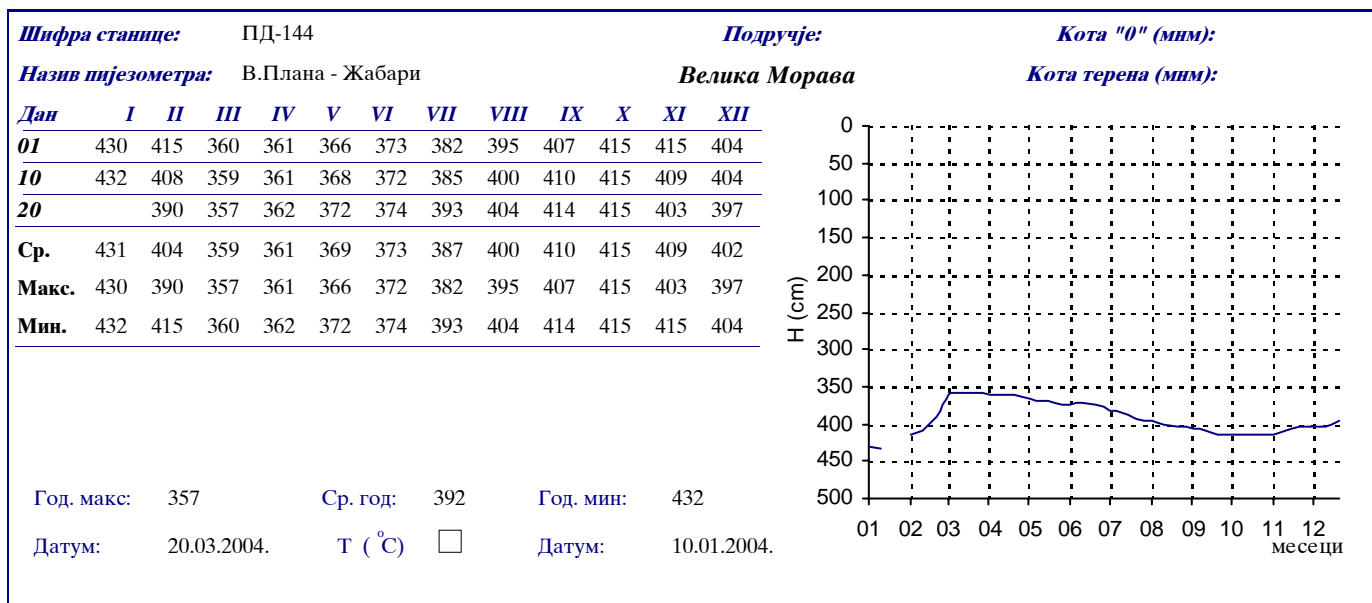 Шифра станице: ПД-144 Подручје: Кота "0" (мнм):
Назив пијезометра: В.Плана - Жабари Велика Морава Кота терена (мнм):
Дан I II III IV V VI VII VIII IX X XI XII
01 430 415 360 361 366 373 382 395 407 415 415 404
10 432 408 359 361 368 372 385 400 410 415 409 404
20 390 357 362 372 374 393 404 414 415 403 397
Ср. 431 404 359 361 369 373 387 400 410 415 409 402
Макс. 430 390 357 361 366 372 382 395 407 415 403 397
Мин. 432 415 360 362 372 374 393 404 414 415 415 404
0
50
100
150
200
250
300
350
400
450
500
H (cm)
01 02 03 04 05 06 07 08 09 10 11 12
месеци
Год. макс: 357 Ср. год: 392 Год. мин: 432
Датум: 20.03.2004. Т ( °С) Датум: 10.01.2004.